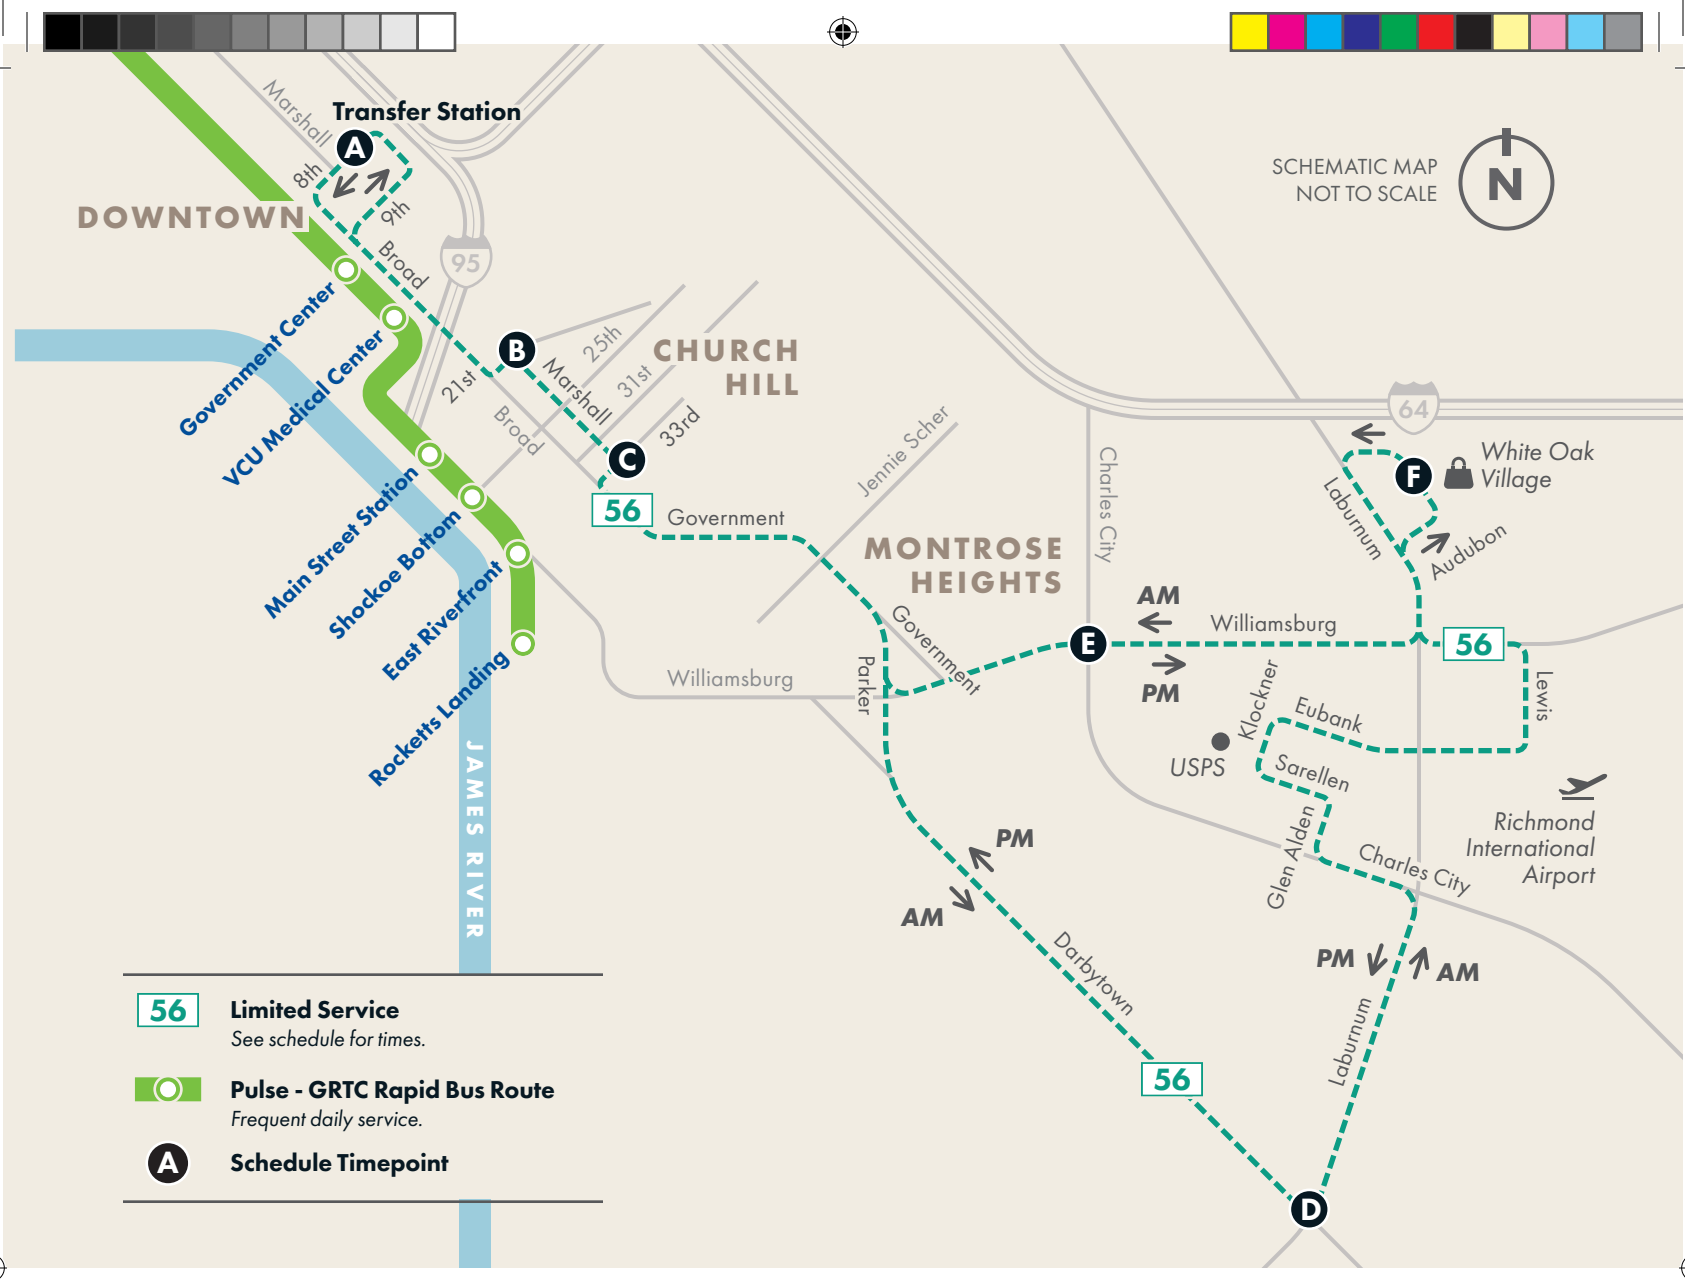 Marshall
Transfer Station
A
8th
9th
DOWNTOWN
Broad
95
SCHEMATIC MAP
NOT TO SCALE
N
Government Center
VCU Medical Center
Main Street Station
Shockoe Bottom
East Riverfront
Rocketts Landing
JAMES RIVER
B
21st
Broad
Marshall
25th
31st
33rd
CHURCH
HILL
C
56
Government
Jennie Scher
MONTROSE
HEIGHTS
Charles City
64
White Oak
Village
F
Laburnum
Audubon
AM
Williamsburg
PM
E
56
Government
Parker
Williamsburg
Lewis
Klockner
Eubank
USPS
Sarellen
Glen Alden
Charles City
Richmond
International
Airport
PM
AM
Darbytown
56
PM
AM
Laburnum
D
56
Limited Service
See schedule for times.
Pulse - GRTC Rapid Bus Route
Frequent daily service.
A
Schedule Timepoint